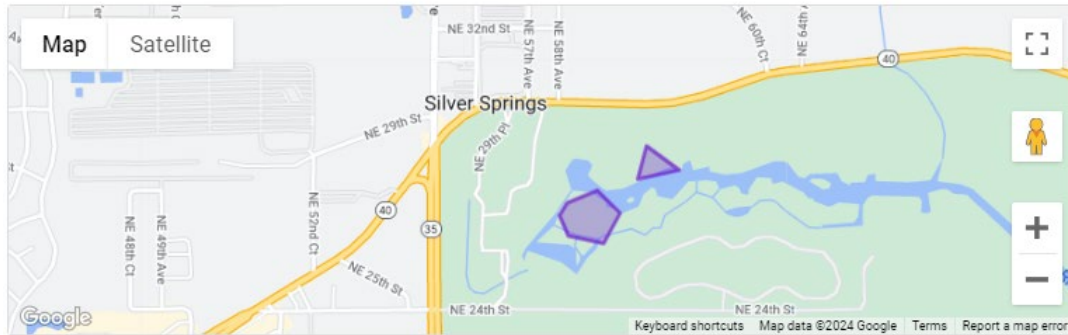 Map Satellite
NE 32nd St
NE 57th Ave
NE 58th Ave
NE 60th Ct
NE 64th
40
Silver Springs
NE 29th St
NE 29th Pl
NE 52nd Ct
40
35
NE 48th Ct
NE 49th Ave
NE 25th St
NE 24th St
NE 24th St
Google
Keyboard shortcuts Map data ©2024 Google Terms Report a map error